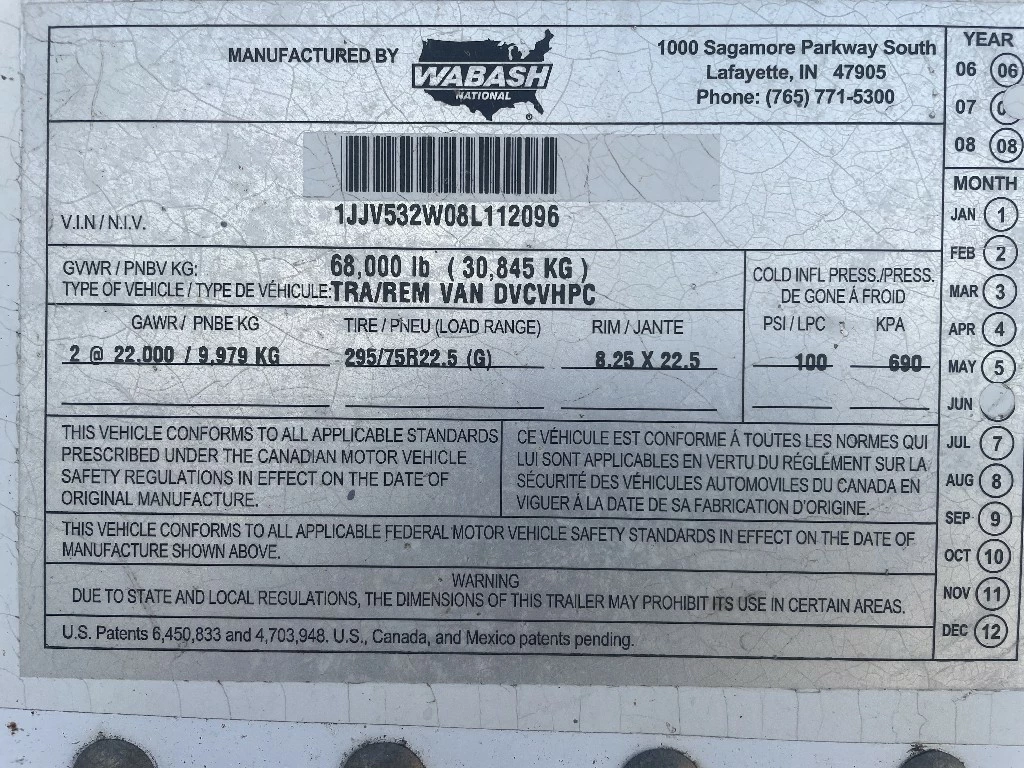 MANUFACTURED BY
WABASH
NATIONAL
®
1000 Sagamore Parkway South
Lafayette, IN 47905
Phone: (765) 771-5300
V.I.N / N.I.V.
1JJV532W08L112096
GVWR / PNBV KG: 68,000 lb ( 30,845 KG )
TYPE OF VEHICLE / TYPE DE VÉHICULE: TRA/REM VAN DVCVHPC
GAWR / PNBE KG
TIRE / PNEU (LOAD RANGE)
RIM / JANTE
2 @ 22,000 / 9,979 KG
295/75R22.5 (G)
8.25 X 22.5
COLD INFL PRESS./PRESS.
DE GONE Á FROID
PSI / LPC KPA
100 690
THIS VEHICLE CONFORMS TO ALL APPLICABLE STANDARDS
PRESCRIBED UNDER THE CANADIAN MOTOR VEHICLE
SAFETY REGULATIONS IN EFFECT ON THE DATE OF
ORIGINAL MANUFACTURE.
CE VÉHICULE EST CONFORME Á TOUTES LES NORMES QUI
LUI SONT APPLICABLES EN VERTU DU RÉGLÉMENT SUR LA
SÉCURITÉ DES VÉHICULES AUTOMOVILES DU CANADA EN
VIGUER Á LA DATE DE SA FABRICATION D'ORIGINE.
THIS VEHICLE CONFORMS TO ALL APPLICABLE FEDERAL MOTOR VEHICLE SAFETY STANDARDS IN EFFECT ON THE DATE OF
MANUFACTURE SHOWN ABOVE.
WARNING
DUE TO STATE AND LOCAL REGULATIONS, THE DIMENSIONS OF THIS TRAILER MAY PROHIBIT ITS USE IN CERTAIN AREAS.
U.S. Patents 6,450,833 and 4,703,948. U.S., Canada, and Mexico patents pending.
YEAR
06 06
07
08 08
MONTH
JAN 1
FEB 2
MAR 3
APR 4
MAY 5
JUN
JUL 7
AUG 8
SEP 9
OCT 10
NOV 11
DEC 12